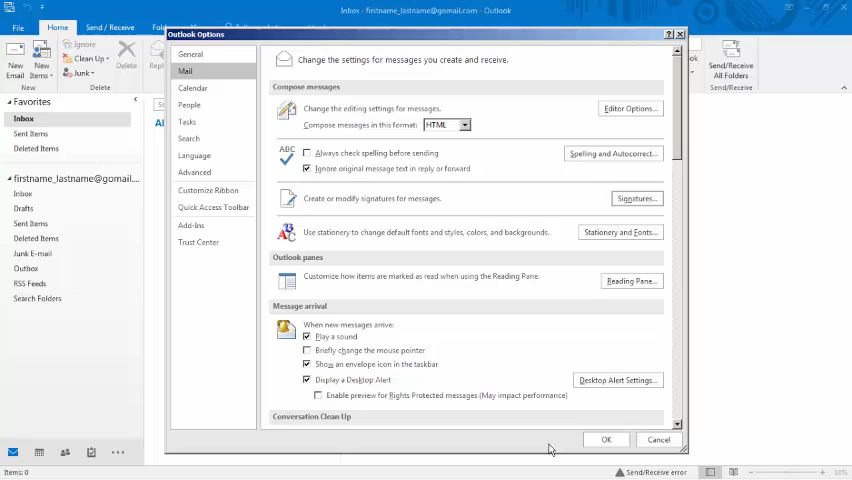 Inbox - firstname_lastname@gomail.com - Outlook
File
Home
Send / Receive
Outlook Options
General
Mail
Calendar
People
Tasks
Search
Language
Advanced
Customize Ribbon
Quick Access Toolbar
Add-Ins
Trust Center
Change the settings for messages you create and receive.
Compose messages
Change the editing settings for messages.
Editor Options...
Compose messages in this format:
HTML
ABC
Always check spelling before sending
Spelling and Autocorrect...
Ignore original message text in reply or forward
Create or modify signatures for messages.
Signatures...
Use stationery to change default fonts and styles, colors, and backgrounds.
Stationery and Fonts...
Outlook panes
Customize how items are marked as read when using the Reading Pane.
Reading Pane...
Message arrival
When new messages arrive:
Play a sound
Briefly change the mouse pointer
Show an envelope icon in the taskbar
Display a Desktop Alert
Desktop Alert Settings...
Enable preview for Rights Protected messages (May impact performance)
Conversation Clean Up
OK
Cancel
New Email
New Items
Ignore
Clean Up
Junk
Delete
Delete
Send/Receive All Folders
Send/Receive
Favorites
Inbox
Sent Items
Deleted Items
firstname_lastname@gomail....
Inbox
Drafts
Sent Items
Deleted Items
Junk E-mail
Outbox
RSS Feeds
Search Folders
Items: 0
Send/Receive error